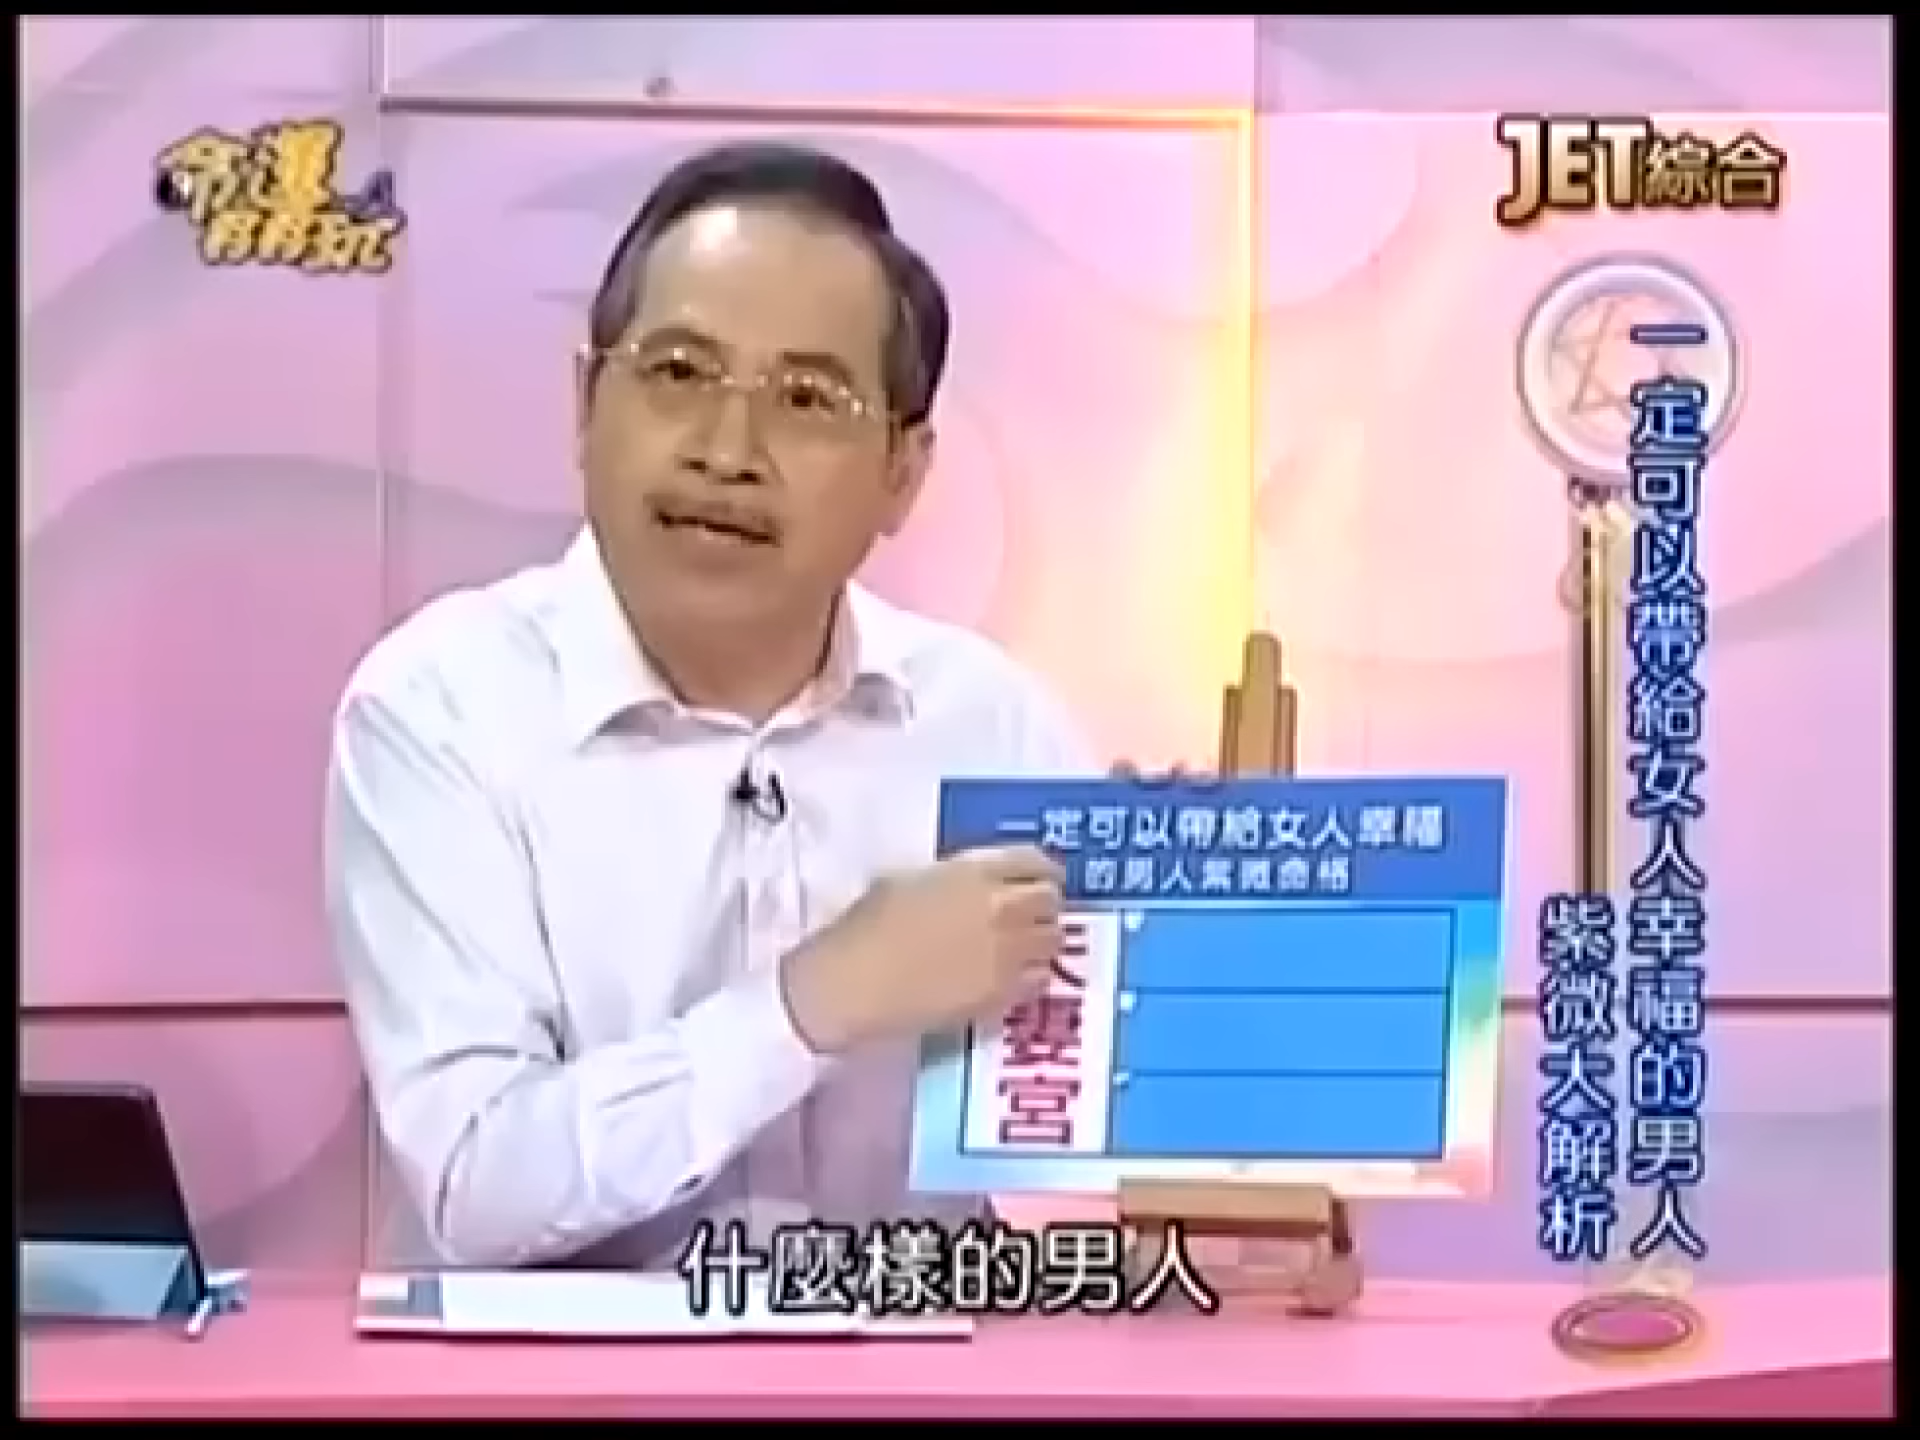 命運
好好玩
JET綜合
一定可以帶給女人幸福的男人
紫微大解析
一定可以帶給女人幸福
的男人紫微命格
夫妻宮
什麼樣的男人